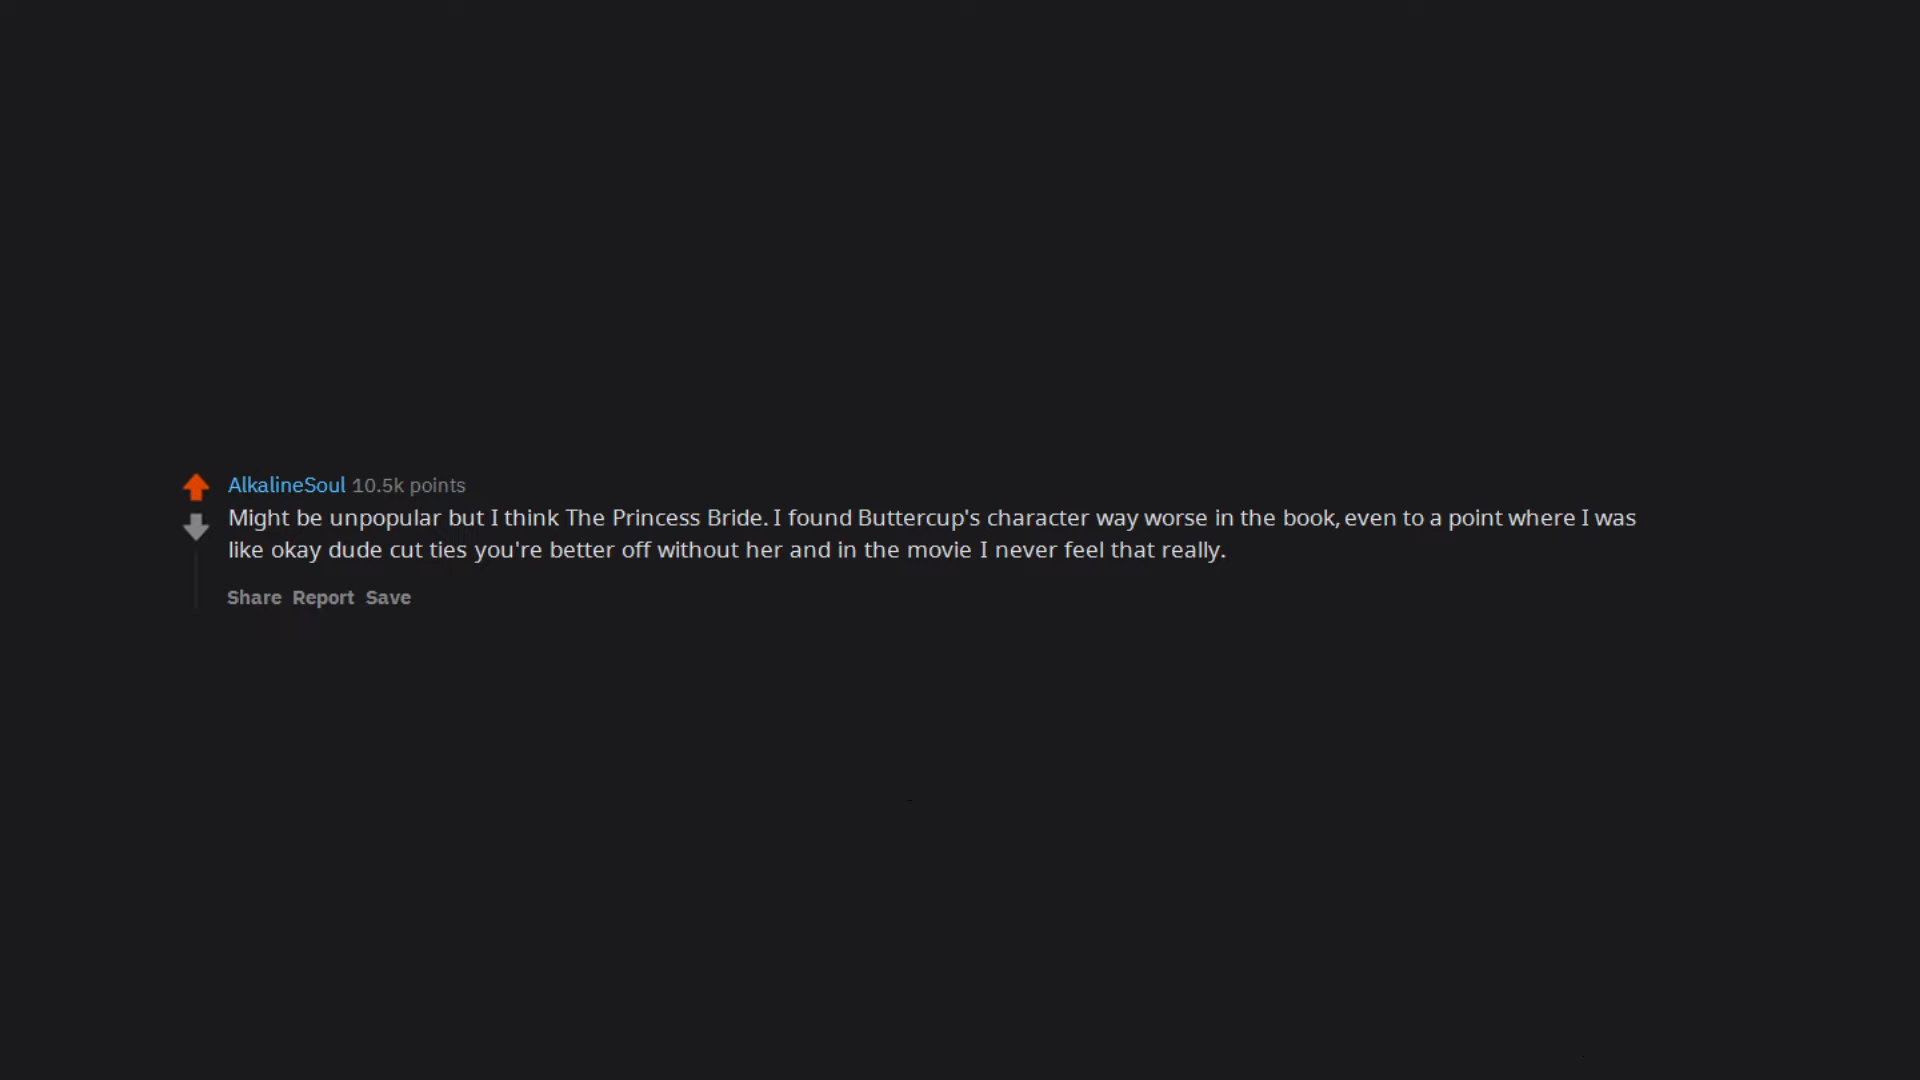 AlkalineSoul 10.5k points
Might be unpopular but I think The Princess Bride. I found Buttercup's character way worse in the book, even to a point where I was
like okay dude cut ties you're better off without her and in the movie I never feel that really.
Share Report Save